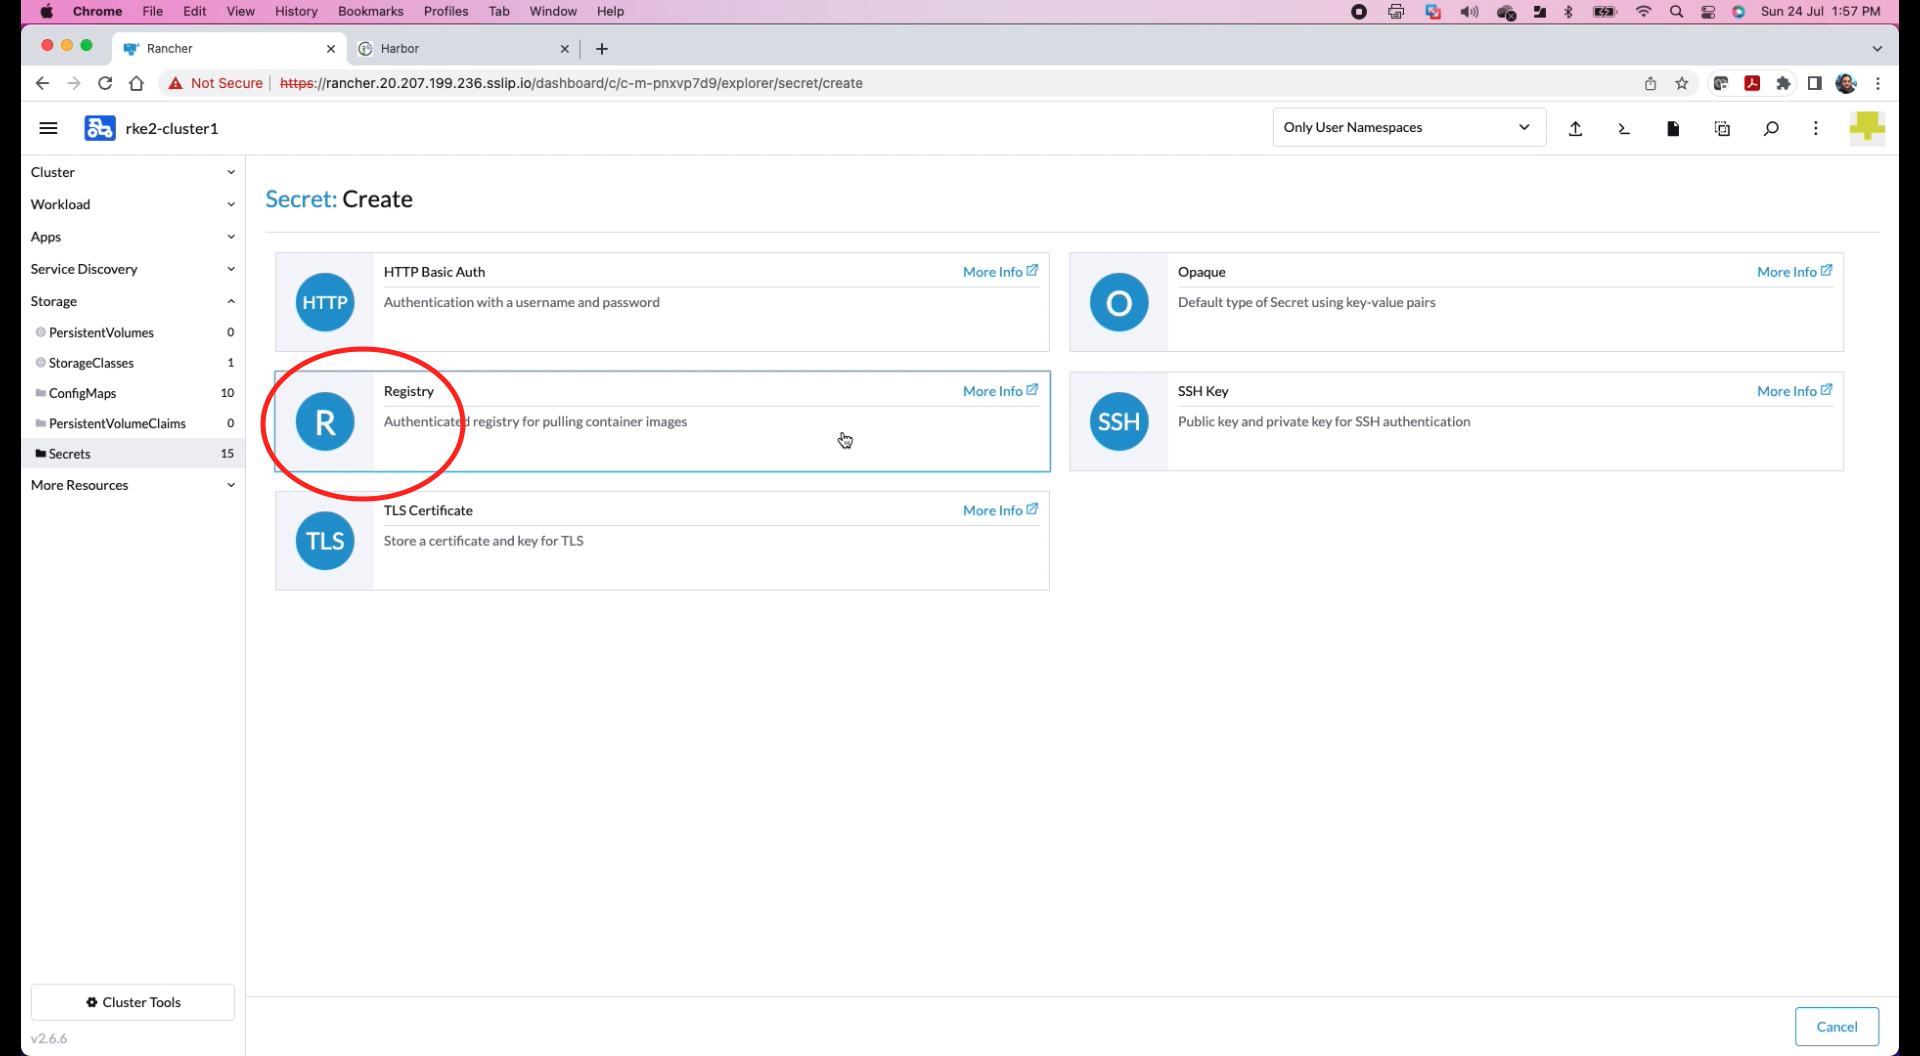 Chrome File Edit View History Bookmarks Profiles Tab Window Help Sun 24 Jul 1:57 PM
Rancher Harbor
Not Secure https://rancher.20.207.199.236.sslip.io/dashboard/c/c-m-pnxvp7d9/explorer/secret/create
rke2-cluster1 Only User Namespaces
Cluster
Workload
Apps
Service Discovery
Storage
PersistentVolumes 0
StorageClasses 1
ConfigMaps 10
PersistentVolumeClaims 0
Secrets 15
More Resources
Secret: Create
HTTP
HTTP Basic Auth More Info
Authentication with a username and password
O
Opaque More Info
Default type of Secret using key-value pairs
R
Registry More Info
Authenticated registry for pulling container images
SSH
SSH Key More Info
Public key and private key for SSH authentication
TLS
TLS Certificate More Info
Store a certificate and key for TLS
Cluster Tools
v2.6.6
Cancel